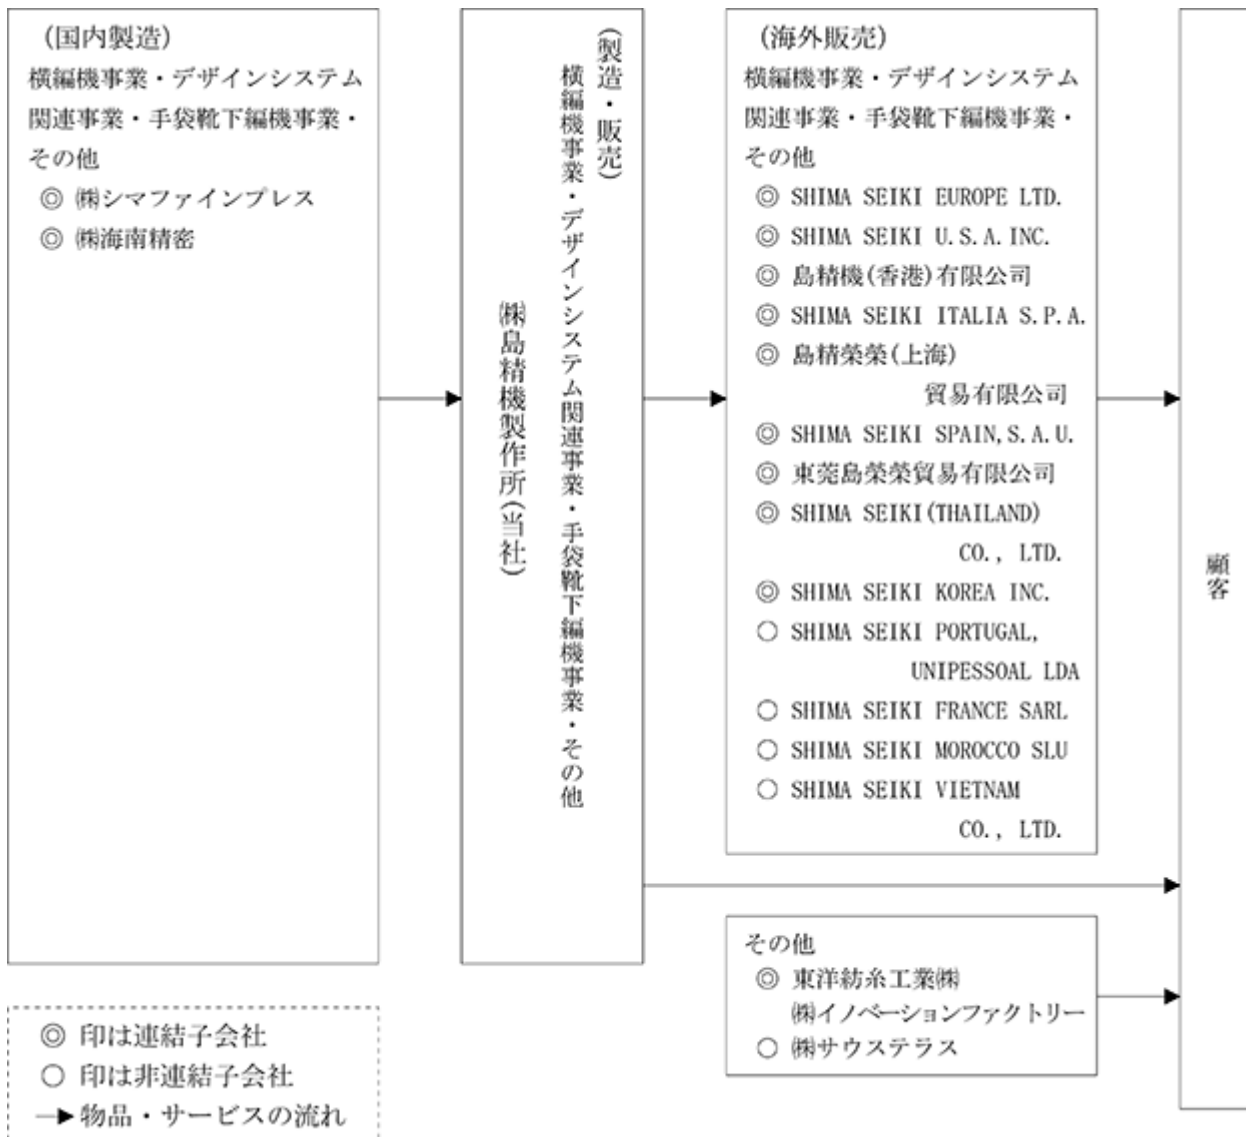 (国内製造)
横編機事業・デザインシステム
関連事業・手袋靴下編機事業・
その他
◎ ㈱シマファインプレス
◎ ㈱海南精密
(製造・販売)
横編機事業・デザインシステム関連事業・手袋靴下編機事業・その他
㈱島精機製作所(当社)
(海外販売)
横編機事業・デザインシステム
関連事業・手袋靴下編機事業・
その他
◎ SHIMA SEIKI EUROPE LTD.
◎ SHIMA SEIKI U.S.A.INC.
◎ 島精機(香港)有限公司
◎ SHIMA SEIKI ITALIA S.P.A.
◎ 島精榮榮(上海)
貿易有限公司
◎ SHIMA SEIKI SPAIN,S.A.U.
◎ 東莞島榮榮貿易有限公司
◎ SHIMA SEIKI(THAILAND)
CO., LTD.
◎ SHIMA SEIKI KOREA INC.
○ SHIMA SEIKI PORTUGAL,
UNIPESSOAL LDA
○ SHIMA SEIKI FRANCE SARL
○ SHIMA SEIKI MOROCCO SLU
○ SHIMA SEIKI VIETNAM
CO., LTD.
その他
◎ 東洋紡糸工業㈱
㈱イノベーションファクトリー
○ ㈱サウステラス
顧客
◎ 印は連結子会社
○ 印は非連結子会社
→ 物品・サービスの流れ